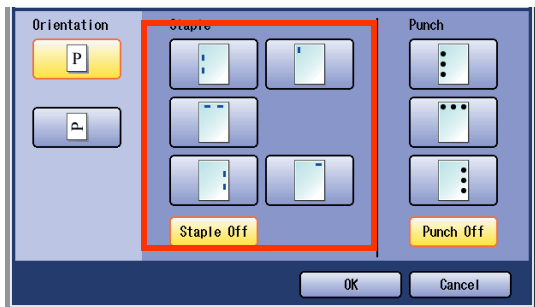 Orientation
Staple
Punch
P
P
Staple Off
Punch Off
OK
Cancel